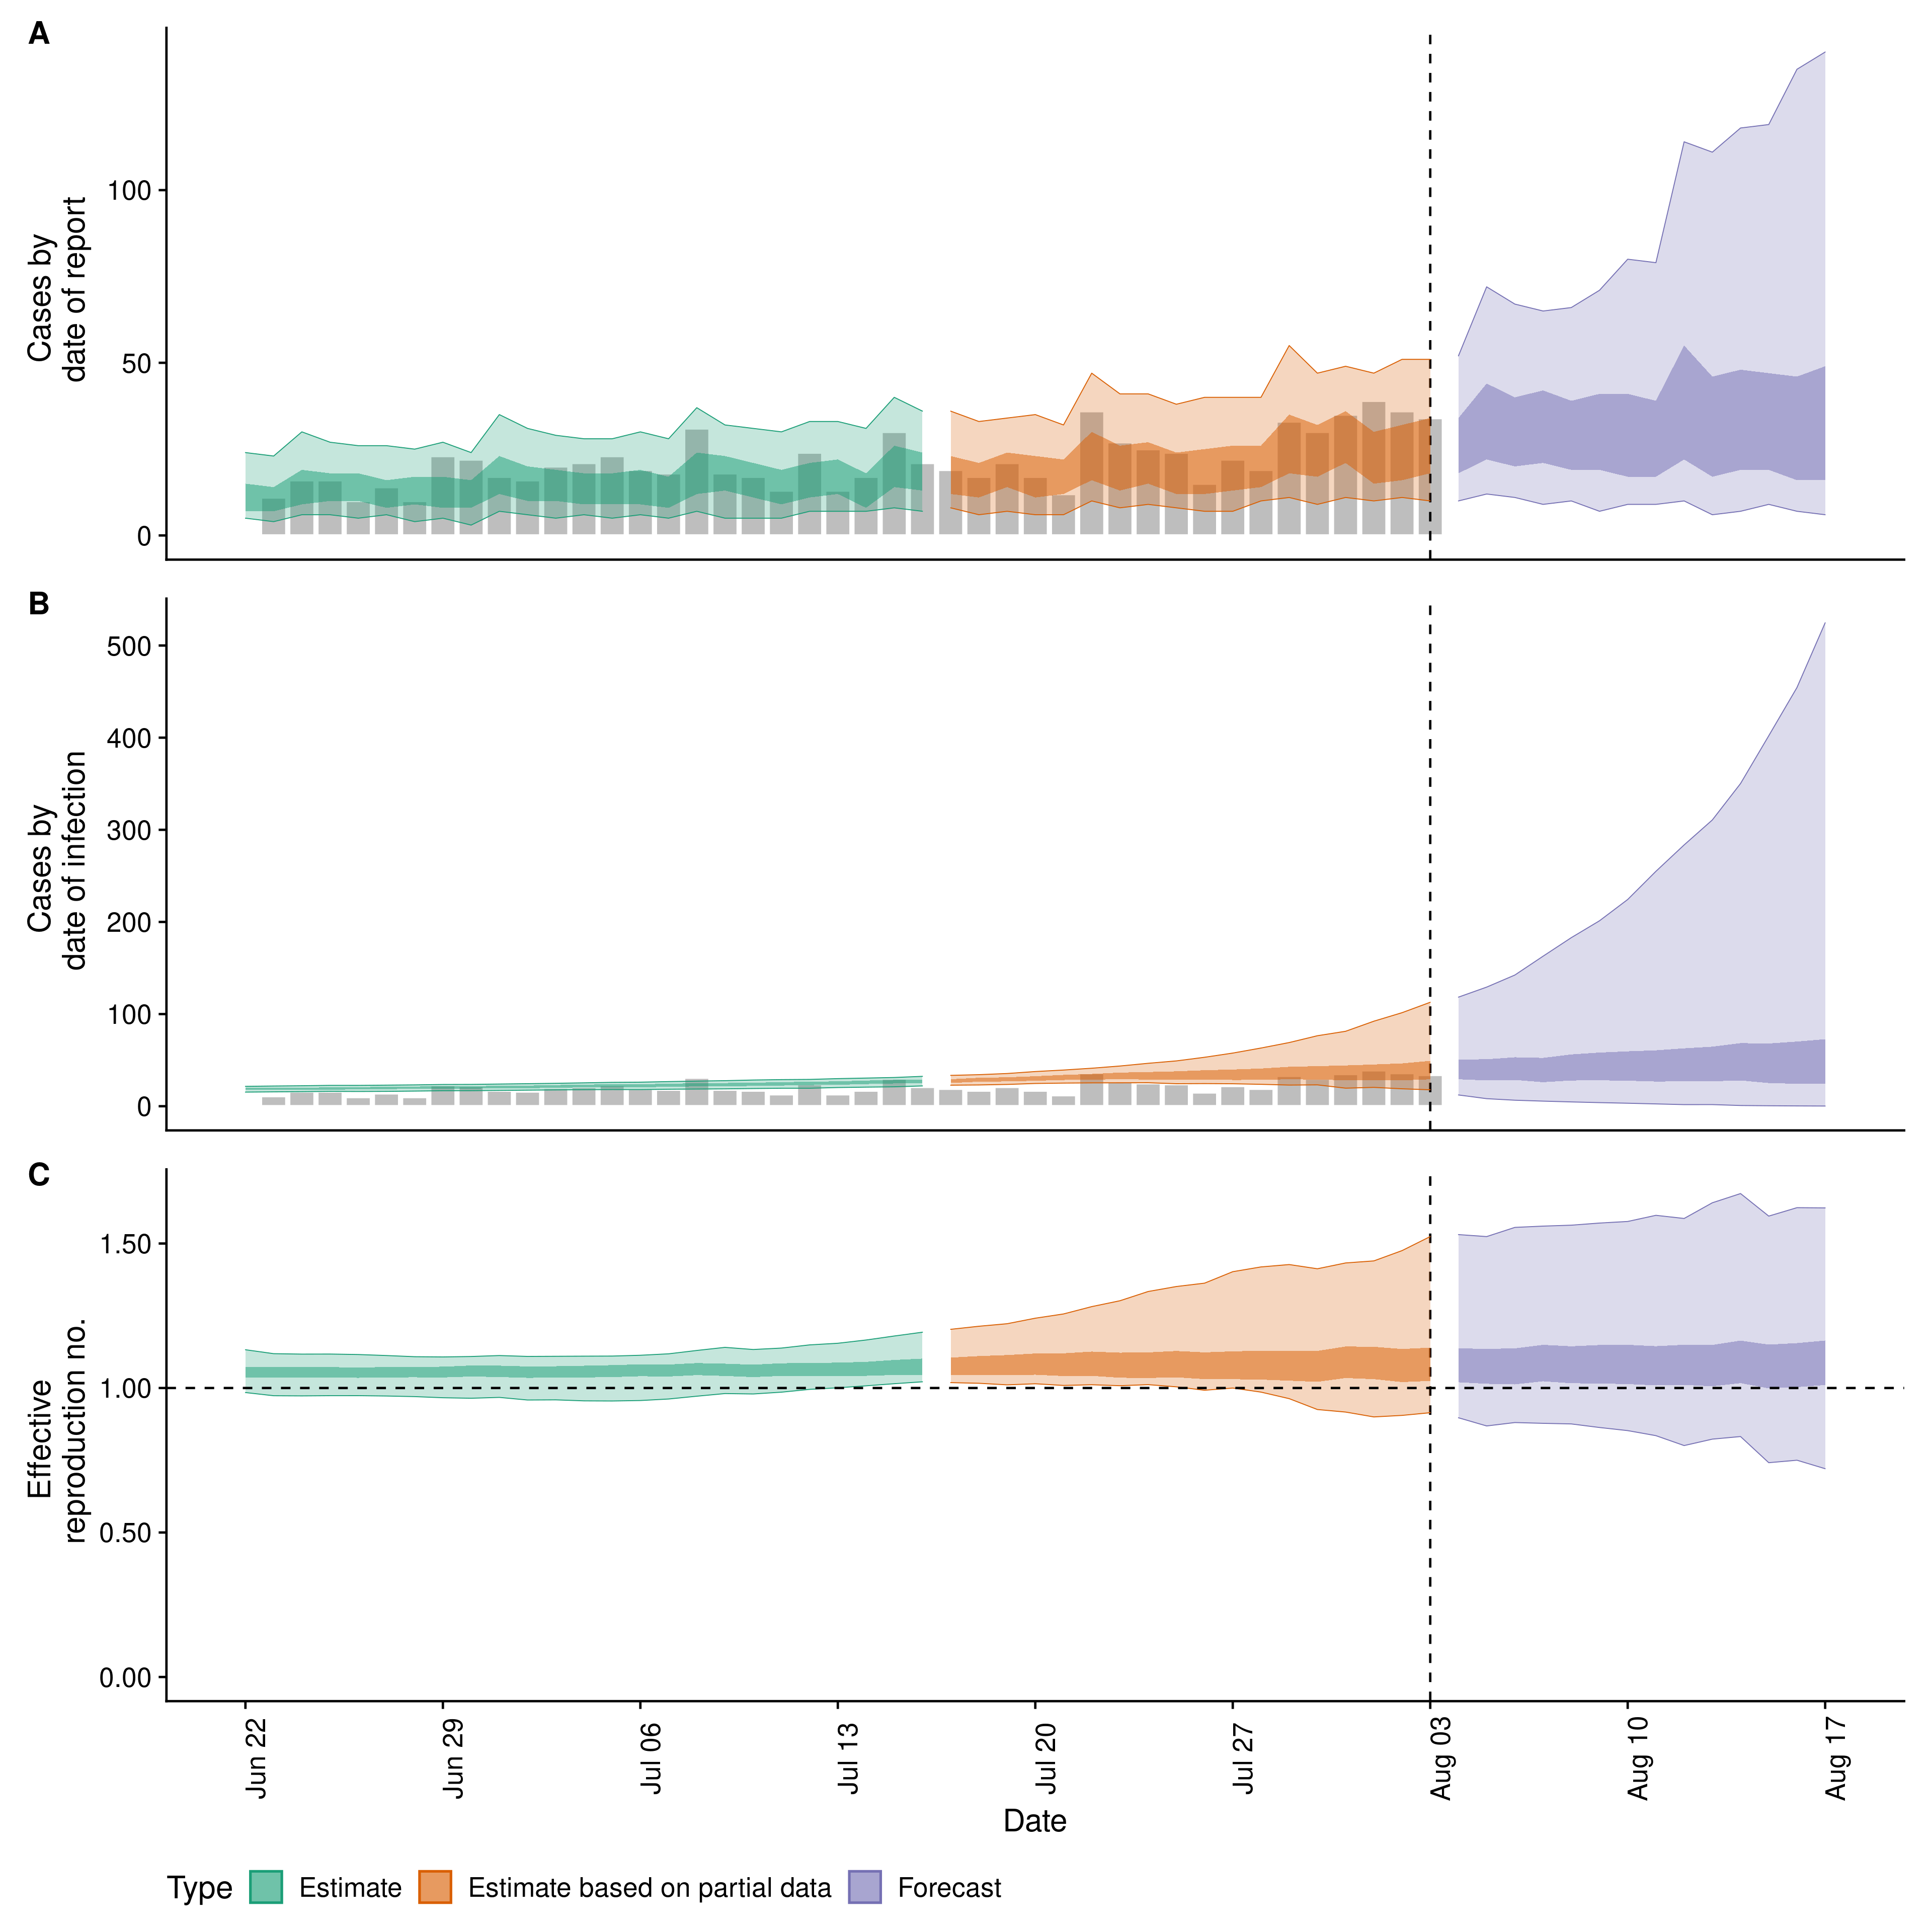 A
Cases by
date of report
100
50
0
B
Cases by
date of infection
500
400
300
200
100
0
C
Effective
reproduction no.
1.50
1.00
0.50
0.00
Jun 22
Jun 29
Jul 06
Jul 13
Jul 20
Jul 27
Aug 03
Aug 10
Aug 17
Date
Type Estimate Estimate based on partial data Forecast